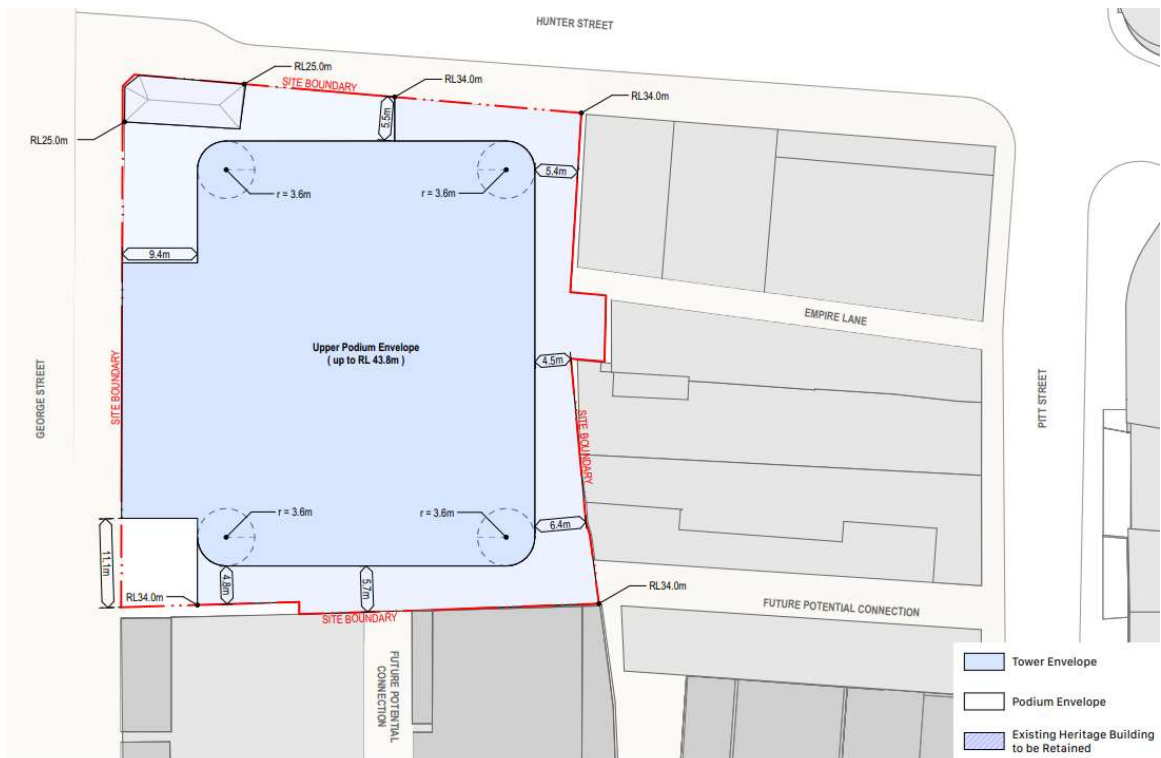 HUNTER STREET
RL25.0m
SITE BOUNDARY
RL34.0m
RL34.0m
5.5m
RL25.0m
5.4m
r = 3.6m
r = 3.6m
9.4m
EMPIRE LANE
Upper Podium Envelope
( up to RL 43.8m )
4.5m
GEORGE STREET
SITE BOUNDARY
PITT STREET
SITE BOUNDARY
r = 3.6m
r = 3.6m
6.4m
11.1m
4.8m
5.7m
RL34.0m
RL34.0m
SITE BOUNDARY
FUTURE POTENTIAL CONNECTION
FUTURE POTENTIAL
CONNECTION
Tower Envelope
Podium Envelope
Existing Heritage Building
to be Retained